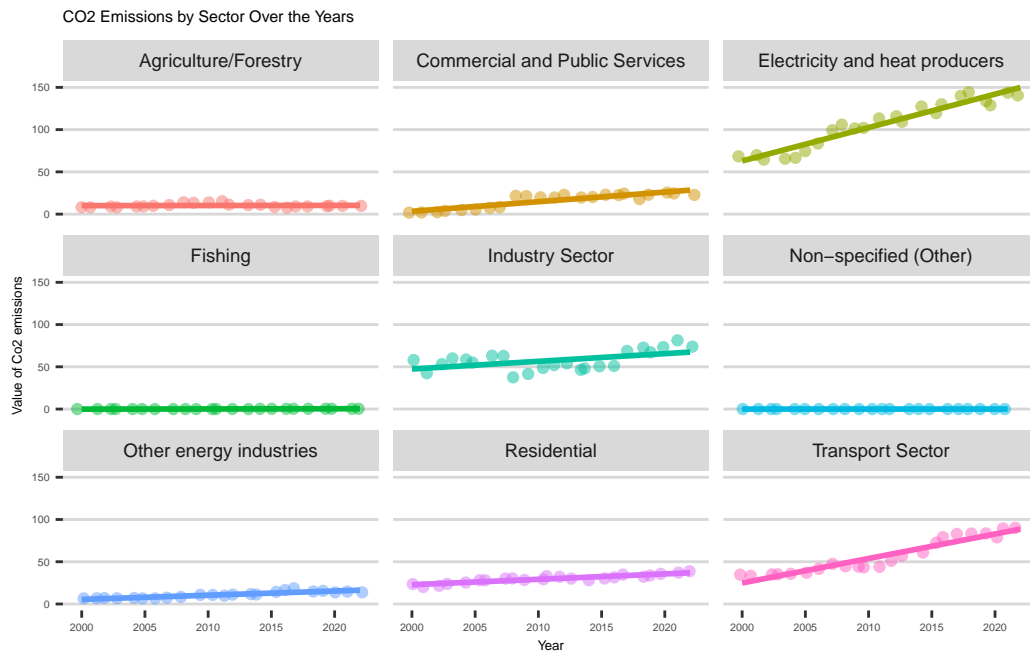 CO2 Emissions by Sector Over the Years
Agriculture/Forestry
Commercial and Public Services
Electricity and heat producers
150
100
50
0
Fishing
Industry Sector
Non−specified (Other)
150
100
50
0
Other energy industries
Residential
Transport Sector
150
100
50
0
2000 2005 2010 2015 2020
2000 2005 2010 2015 2020
2000 2005 2010 2015 2020
Year
Value of Co2 emissions